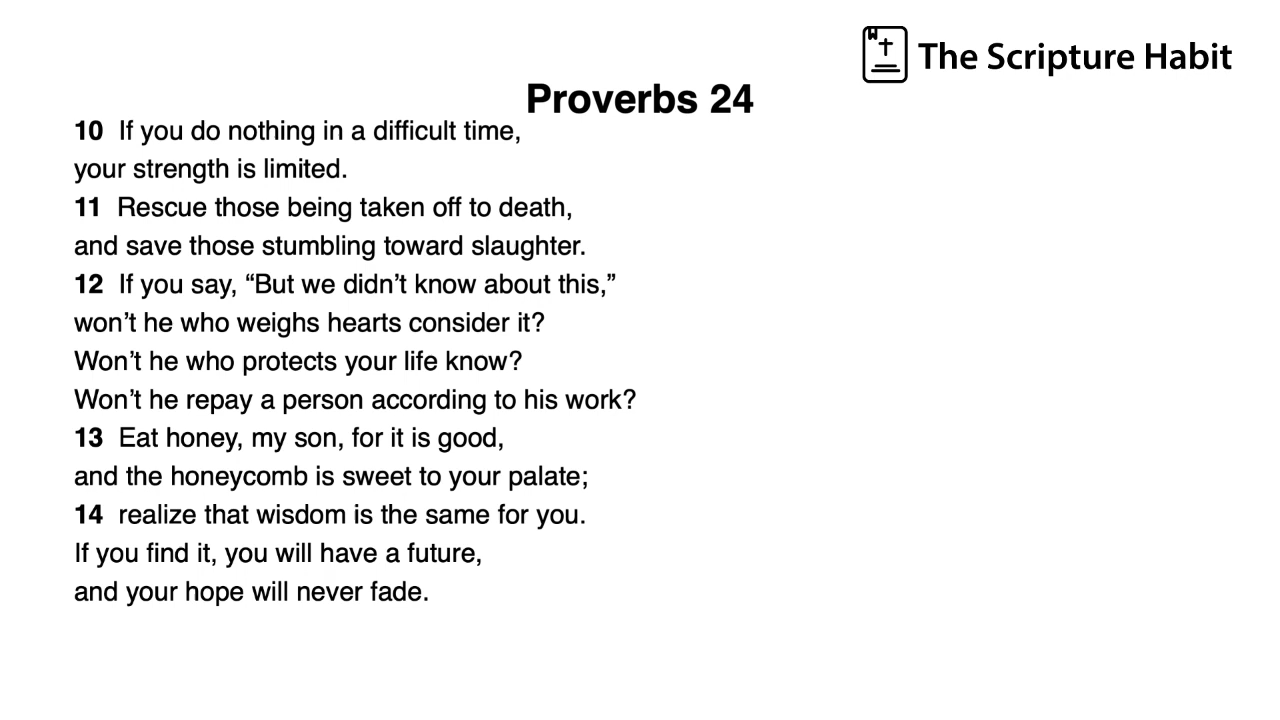 The Scripture Habit
Proverbs 24
10 If you do nothing in a difficult time,
your strength is limited.
11 Rescue those being taken off to death,
and save those stumbling toward slaughter.
12 If you say, “But we didn’t know about this,”
won’t he who weighs hearts consider it?
Won’t he who protects your life know?
Won’t he repay a person according to his work?
13 Eat honey, my son, for it is good,
and the honeycomb is sweet to your palate;
14 realize that wisdom is the same for you.
If you find it, you will have a future,
and your hope will never fade.